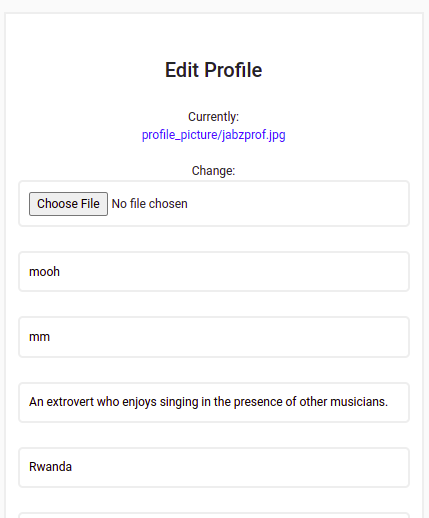 Edit Profile
Currently:
profile_picture/jabzprof.jpg
Change:
Choose File No file chosen
mooh
mm
An extrovert who enjoys singing in the presence of other musicians.
Rwanda